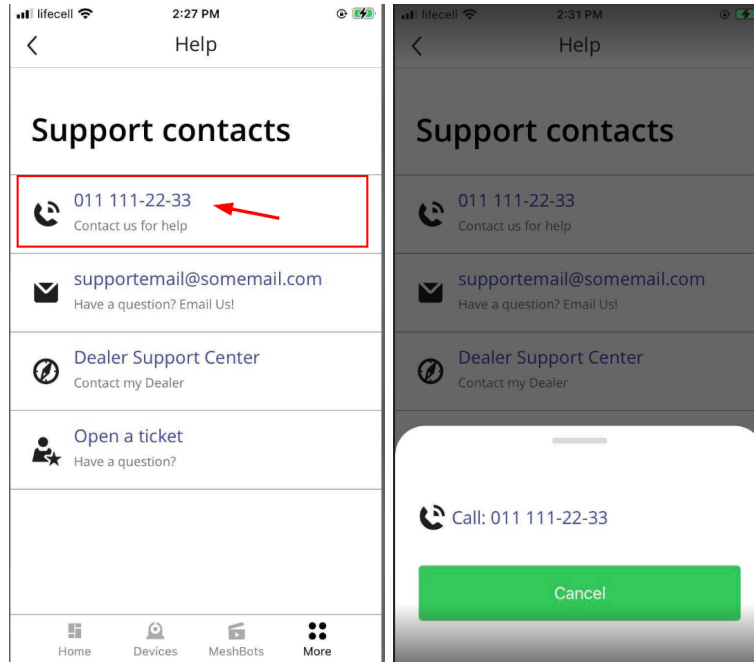 lifecell
2:27 PM
Help
Support contacts
011 111-22-33
Contact us for help
supportemail@somemail.com
Have a question? Email Us!
Dealer Support Center
Contact my Dealer
Open a ticket
Have a question?
Home
Devices
MeshBots
More
lifecell
2:31 PM
Help
Support contacts
011 111-22-33
Contact us for help
supportemail@somemail.com
Have a question? Email Us!
Dealer Support Center
Contact my Dealer
Call: 011 111-22-33
Cancel